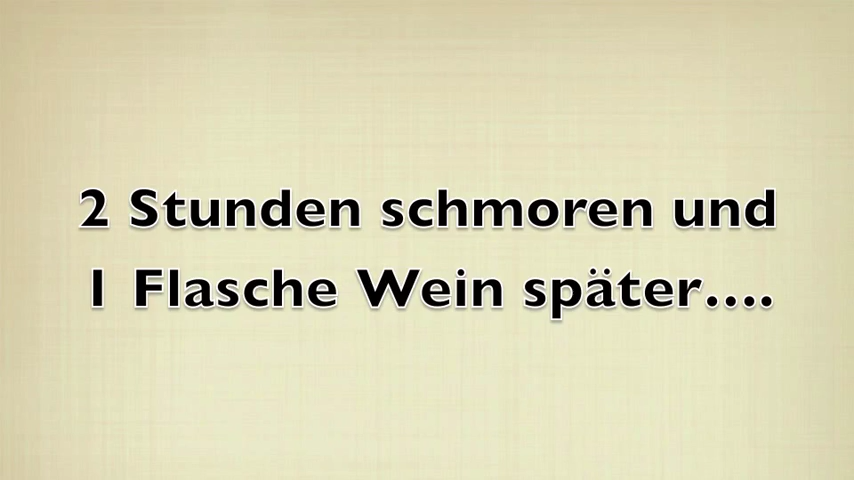 2 Stunden schmoren und
1 Flasche Wein später....